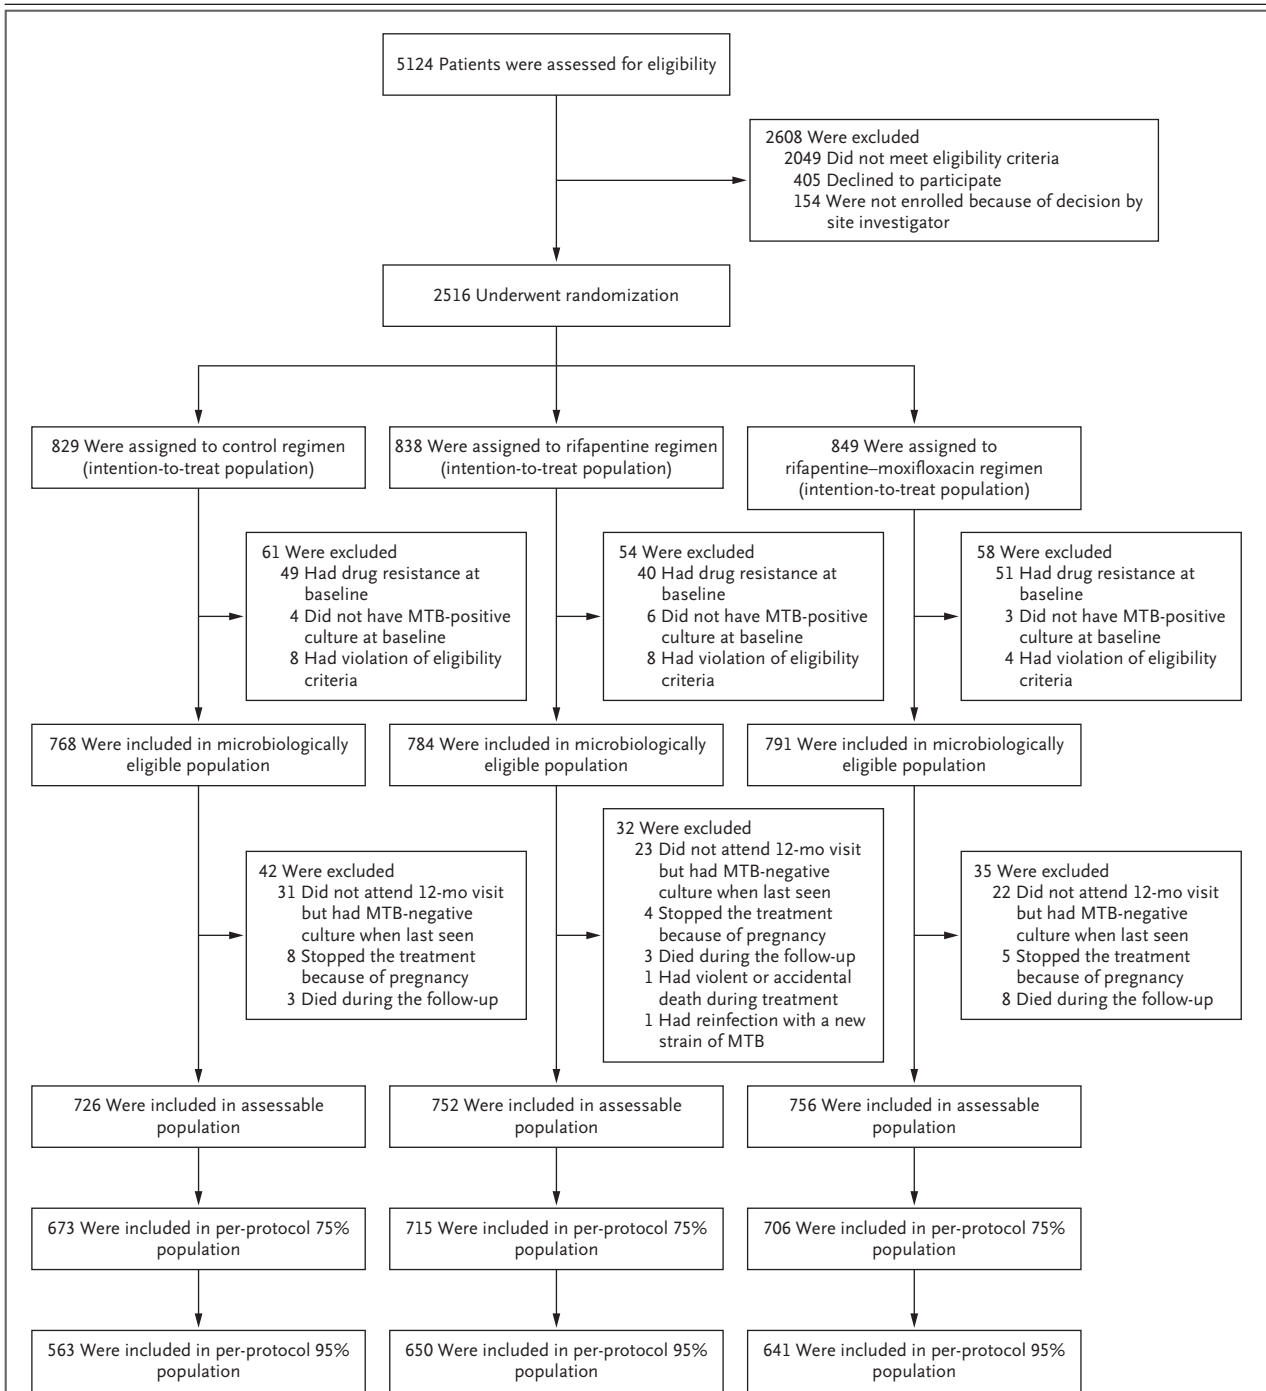 5124 Patients were assessed for eligibility
2608 Were excluded
2049 Did not meet eligibility criteria
405 Declined to participate
154 Were not enrolled because of decision by
site investigator
2516 Underwent randomization
829 Were assigned to control regimen
(intention-to-treat population)
838 Were assigned to rifapentine regimen
(intention-to-treat population)
849 Were assigned to
rifapentine–moxifloxacin regimen
(intention-to-treat population)
61 Were excluded
49 Had drug resistance at
baseline
4 Did not have MTB-positive
culture at baseline
8 Had violation of eligibility
criteria
54 Were excluded
40 Had drug resistance at
baseline
6 Did not have MTB-positive
culture at baseline
8 Had violation of eligibility
criteria
58 Were excluded
51 Had drug resistance at
baseline
3 Did not have MTB-positive
culture at baseline
4 Had violation of eligibility
criteria
768 Were included in microbiologically
eligible population
784 Were included in microbiologically
eligible population
791 Were included in microbiologically
eligible population
42 Were excluded
31 Did not attend 12-mo visit
but had MTB-negative
culture when last seen
8 Stopped the treatment
because of pregnancy
3 Died during the follow-up
32 Were excluded
23 Did not attend 12-mo visit
but had MTB-negative
culture when last seen
4 Stopped the treatment
because of pregnancy
3 Died during the follow-up
1 Had violent or accidental
death during treatment
1 Had reinfection with a new
strain of MTB
35 Were excluded
22 Did not attend 12-mo visit
but had MTB-negative
culture when last seen
5 Stopped the treatment
because of pregnancy
8 Died during the follow-up
726 Were included in assessable
population
752 Were included in assessable
population
756 Were included in assessable
population
673 Were included in per-protocol 75%
population
715 Were included in per-protocol 75%
population
706 Were included in per-protocol 75%
population
563 Were included in per-protocol 95%
population
650 Were included in per-protocol 95%
population
641 Were included in per-protocol 95%
population